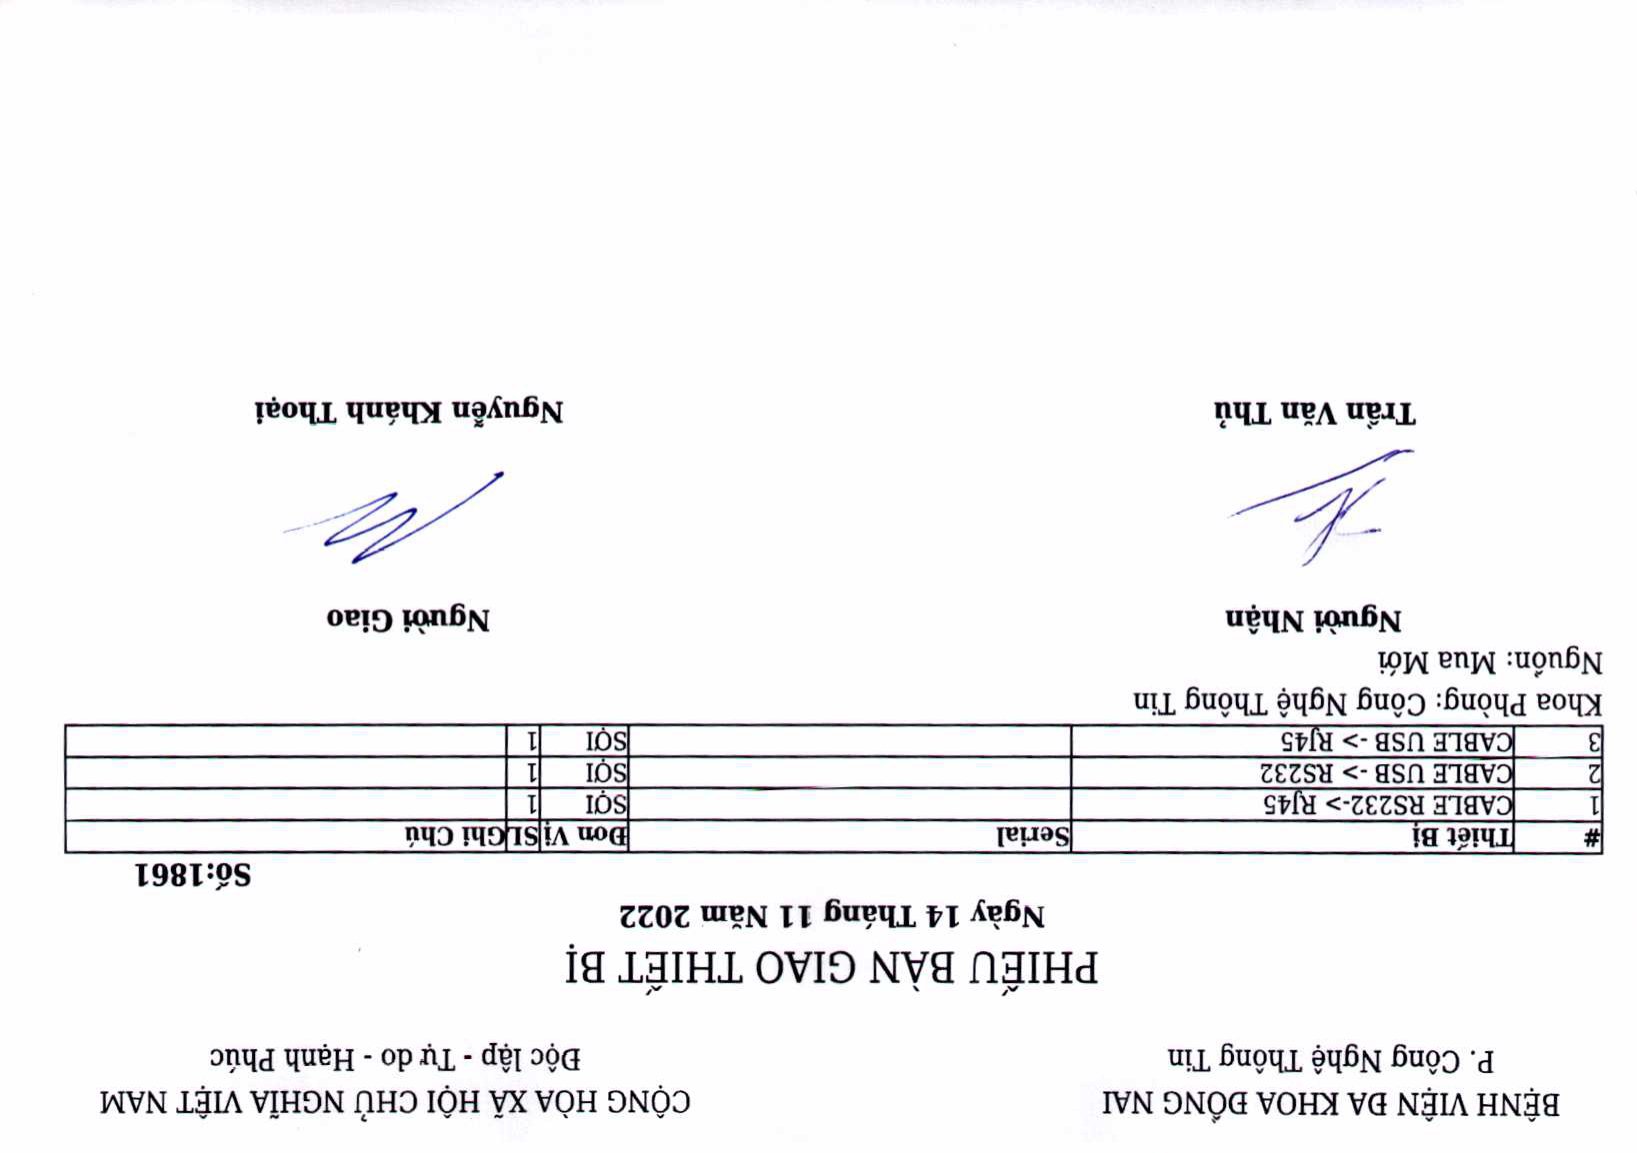 BỆNH VIỆN ĐA KHOA ĐỒNG NAI
P. Công Nghệ Thông Tin
CỘNG HÒA XÃ HỘI CHỦ NGHĨA VIỆT NAM
Độc lập - Tự do - Hạnh Phúc
PHIẾU BÀN GIAO THIẾT BỊ
Ngày 14 Tháng 11 Năm 2022
Số:1861
# Thiết Bị Serial Đơn Vị SL Ghi Chú
1 CABLE RS232-> RJ45 SỢI 1
2 CABLE USB -> RS232 SỢI 1
3 CABLE USB -> RJ45 SỢI 1
Khoa Phòng: Công Nghệ Thông Tin
Nguồn: Mua Mới
Người Nhận
Người Giao
Trần Văn Thủ
Nguyễn Khánh Thoại